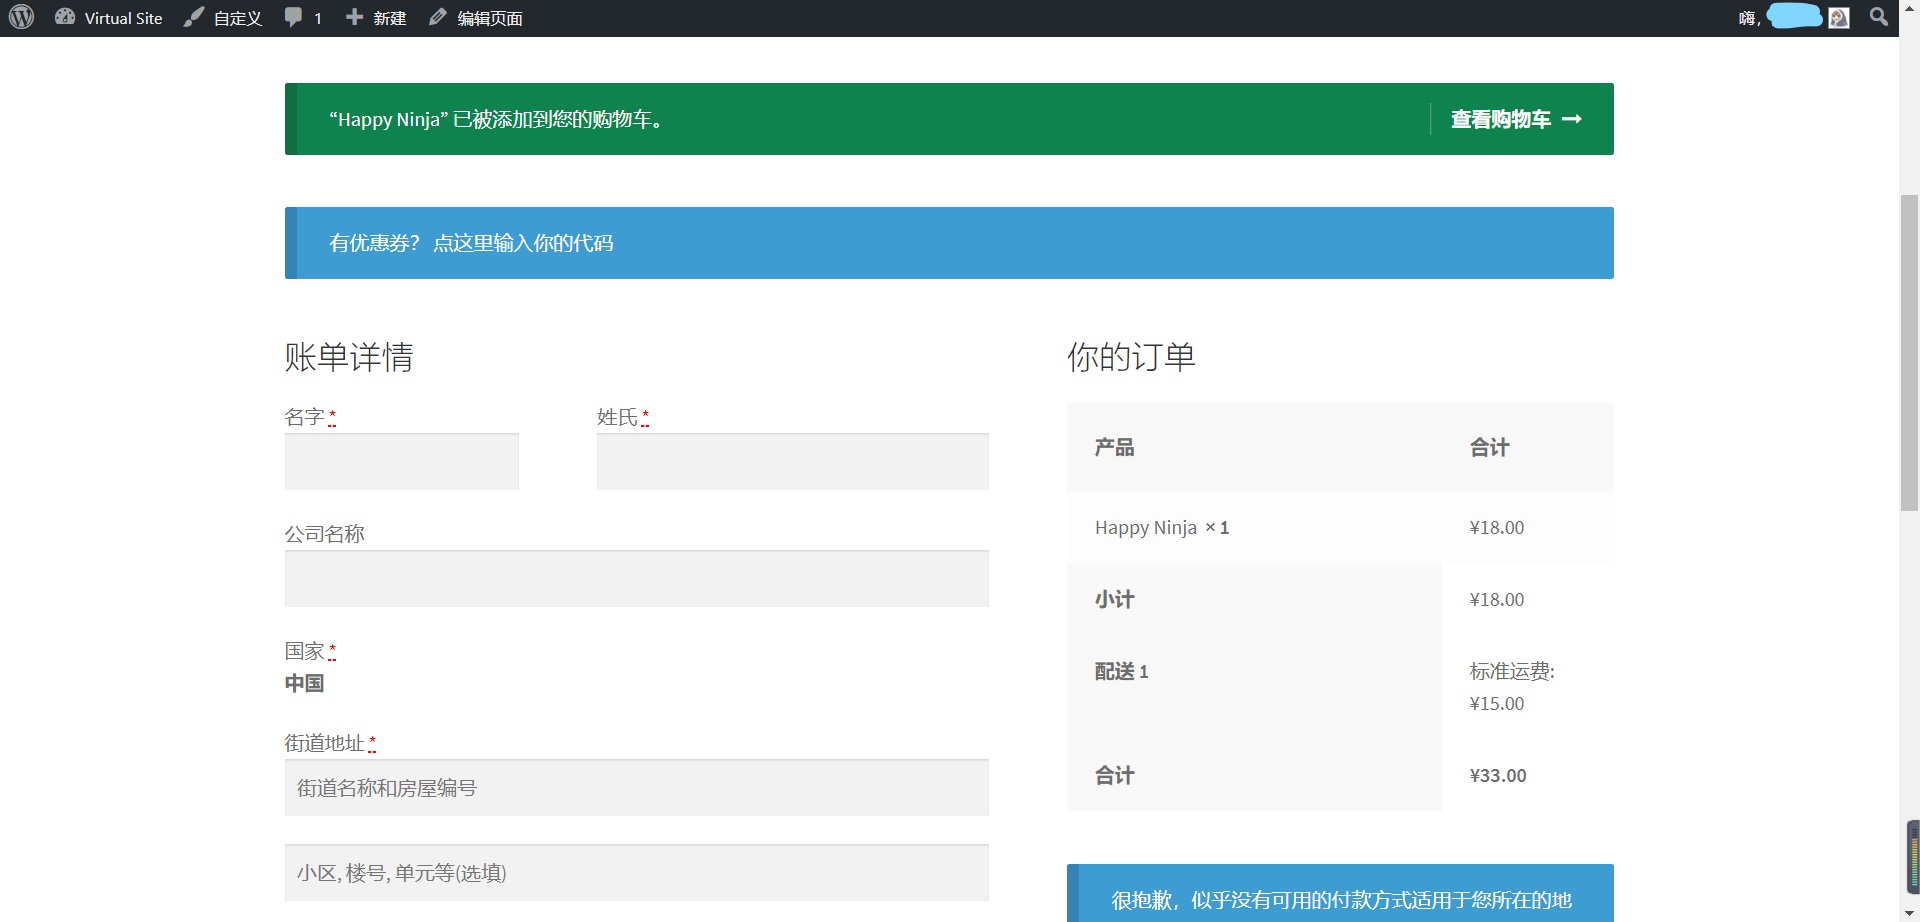 Virtual Site 自定义 1 新建 编辑页面 嗨,
“Happy Ninja” 已被添加到您的购物车。 查看购物车 →
有优惠券? 点这里输入你的代码
账单详情
名字 * 姓氏 *
公司名称
国家 *
中国
街道地址 *
街道名称和房屋编号
小区, 楼号, 单元等(选填)
你的订单
产品 合计
Happy Ninja × 1 ¥18.00
小计 ¥18.00
配送 1 标准运费:
¥15.00
合计 ¥33.00
很抱歉，似乎没有可用的付款方式适用于您所在的地